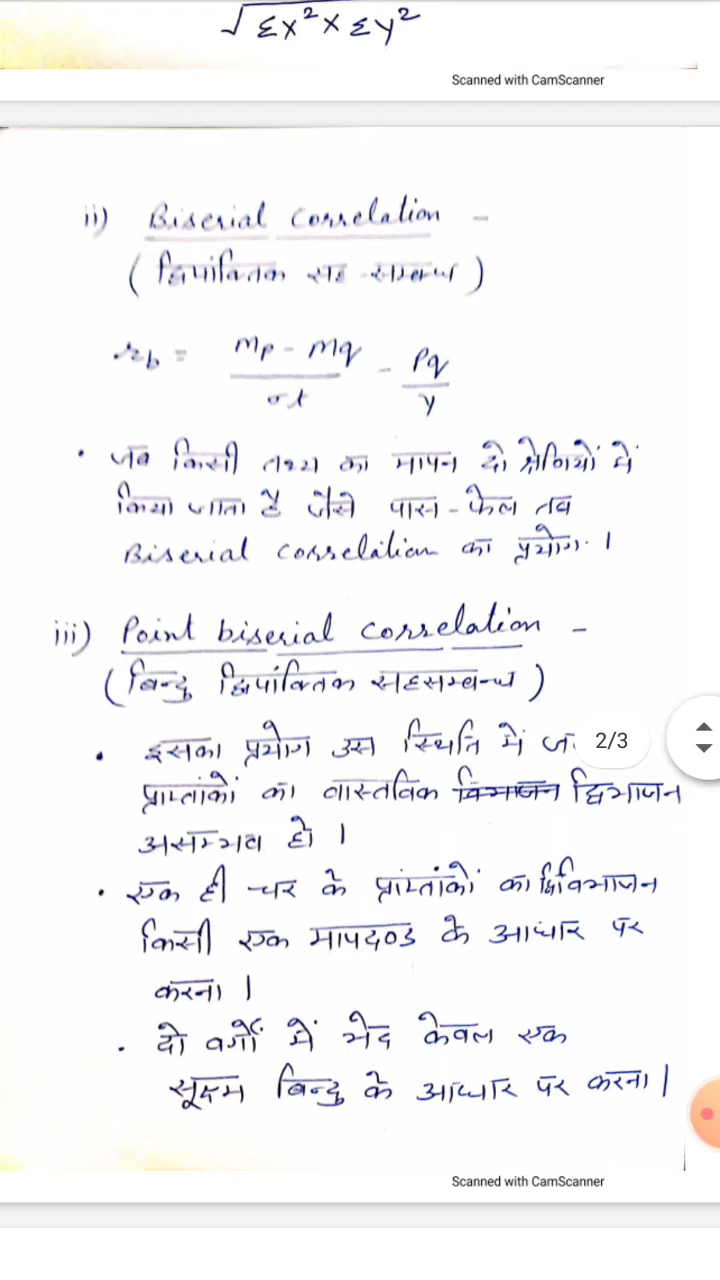 √ΣX²×ΣY²
Scanned with CamScanner
ii) Biserial Correlation -
(द्विपांक्तिक सह सम्बन्ध)
rb = Mp - Mq / σt - Pq / y
• जब किसी तथ्य का मापन दो श्रेणियों में
किया जाता है जैसे पास - फेल तब
Biserial correlation का प्रयोग ।
iii) Point biserial correlation -
(बिन्दु द्विपांक्तिक सहसम्बन्ध)
• इसका प्रयोग उस स्थिति में
2/3
प्राप्तांकों का वास्तविक विभाजन द्विभाजन
असम्भव हो ।
• एक ही चर के प्राप्तांकों का द्विविभाजन
किसी एक मापदण्ड के आधार पर
करना ।
• दो वर्गों में भेद केवल एक
सूक्ष्म बिन्दु के आधार पर करना ।
Scanned with CamScanner